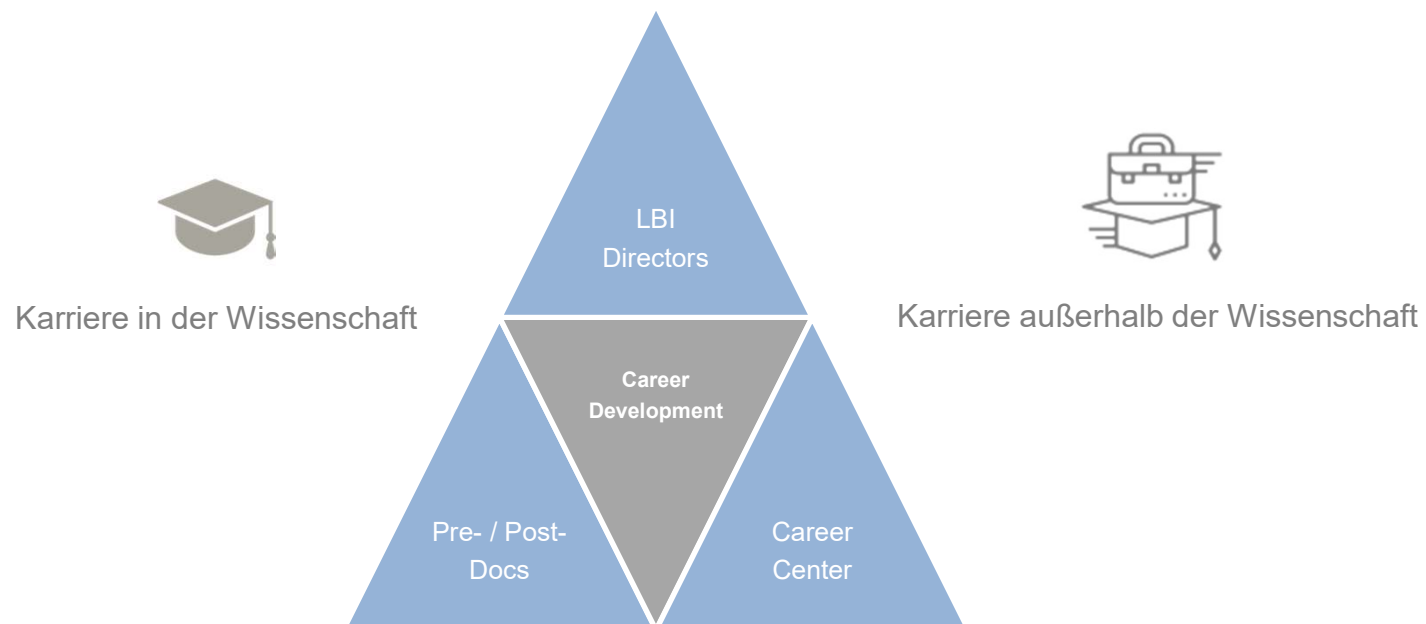 LBI
Directors
Karriere in der Wissenschaft
Karriere außerhalb der Wissenschaft
Career
Development
Pre- / Post-
Docs
Career
Center